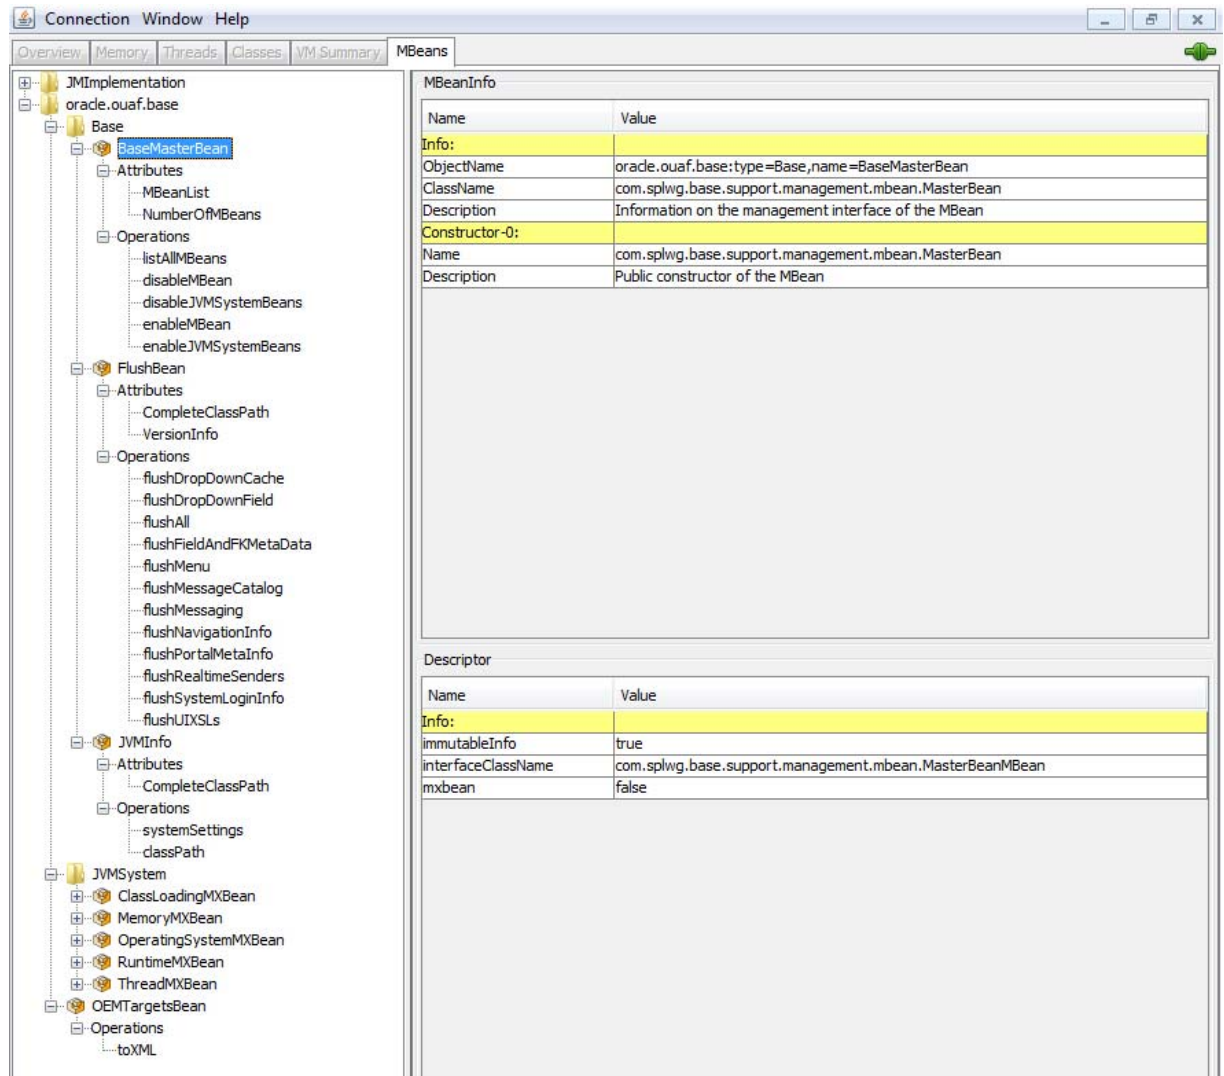 Connection Window Help
Overview Memory Threads Classes VM Summary MBeans
JMImplementation
oracle.ouaf.base
Base
BaseMasterBean
Attributes
MBeanList
NumberOfMBeans
Operations
listAllMBeans
disableMBean
disableJVMSystemBeans
enableMBean
enableJVMSystemBeans
FlushBean
Attributes
CompleteClassPath
VersionInfo
Operations
flushDropDownCache
flushDropDownField
flushAll
flushFieldAndFKMetaData
flushMenu
flushMessageCatalog
flushMessaging
flushNavigationInfo
flushPortalMetaInfo
flushRealtimeSenders
flushSystemLoginInfo
flushUIXSLs
JVMInfo
Attributes
CompleteClassPath
Operations
systemSettings
classPath
JVMSystem
ClassLoadingMXBean
MemoryMXBean
OperatingSystemMXBean
RuntimeMXBean
ThreadMXBean
OEMTargetsBean
Operations
toXML
MBeanInfo
Name Value
Info:
ObjectName oracle.ouaf.base:type=Base,name=BaseMasterBean
ClassName com.splwg.base.support.management.mbean.MasterBean
Description Information on the management interface of the MBean
Constructor-0:
Name com.splwg.base.support.management.mbean.MasterBean
Description Public constructor of the MBean
Descriptor
Name Value
Info:
immutableInfo true
interfaceClassName com.splwg.base.support.management.mbean.MasterBeanMBean
mxbean false